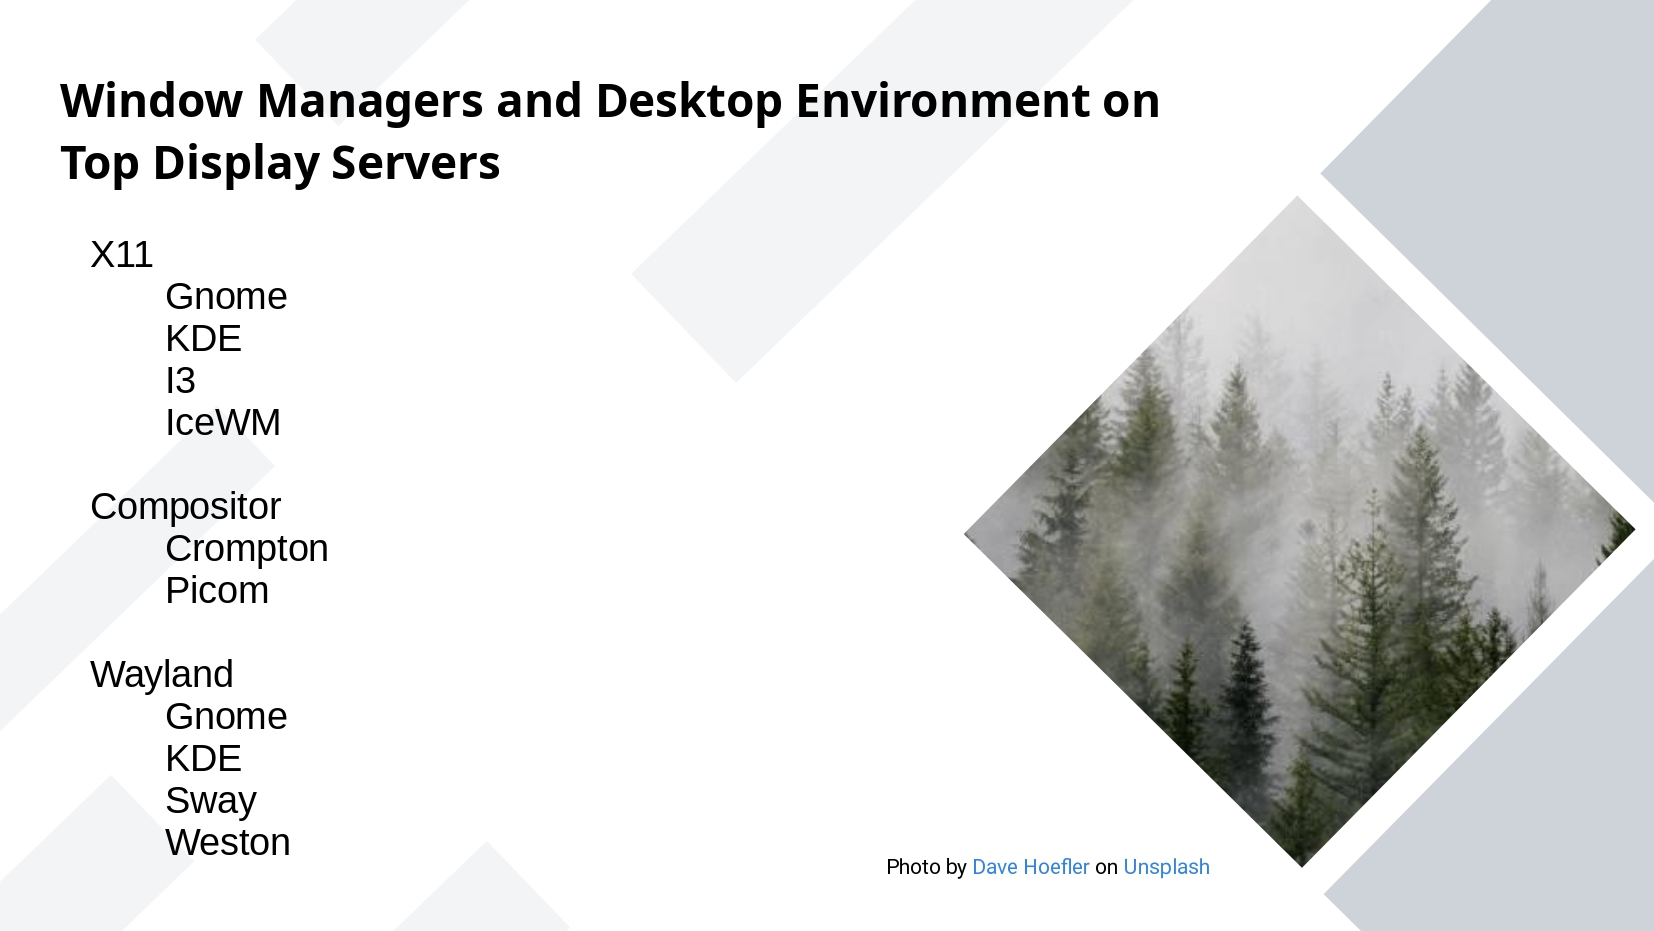 Window Managers and Desktop Environment on
Top Display Servers
X11
Gnome
KDE
I3
IceWM
Compositor
Crompton
Picom
Wayland
Gnome
KDE
Sway
Weston
Photo by Dave Hoefler on Unsplash